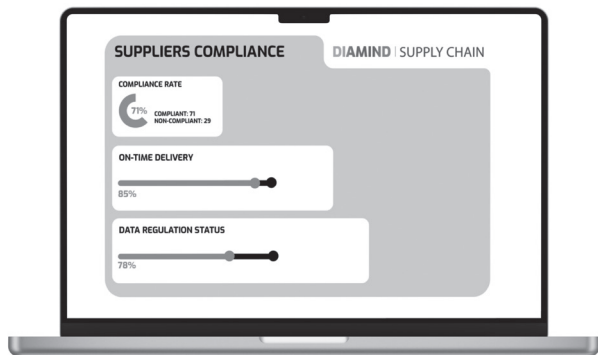 SUPPLIERS COMPLIANCE
DIAMIND | SUPPLY CHAIN
COMPLIANCE RATE
71%
COMPLIANT: 71
NON-COMPLIANT: 29
ON-TIME DELIVERY
85%
DATA REGULATION STATUS
78%